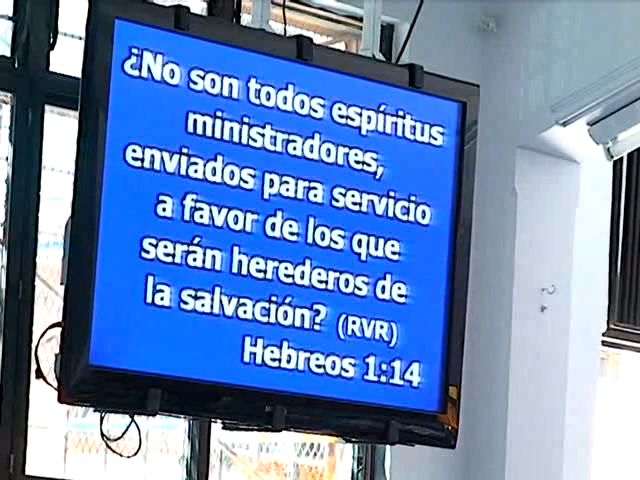 ¿No son todos espíritus
ministradores,
enviados para servicio
a favor de los que
serán herederos de
la salvación? (RVR)
Hebreos 1:14